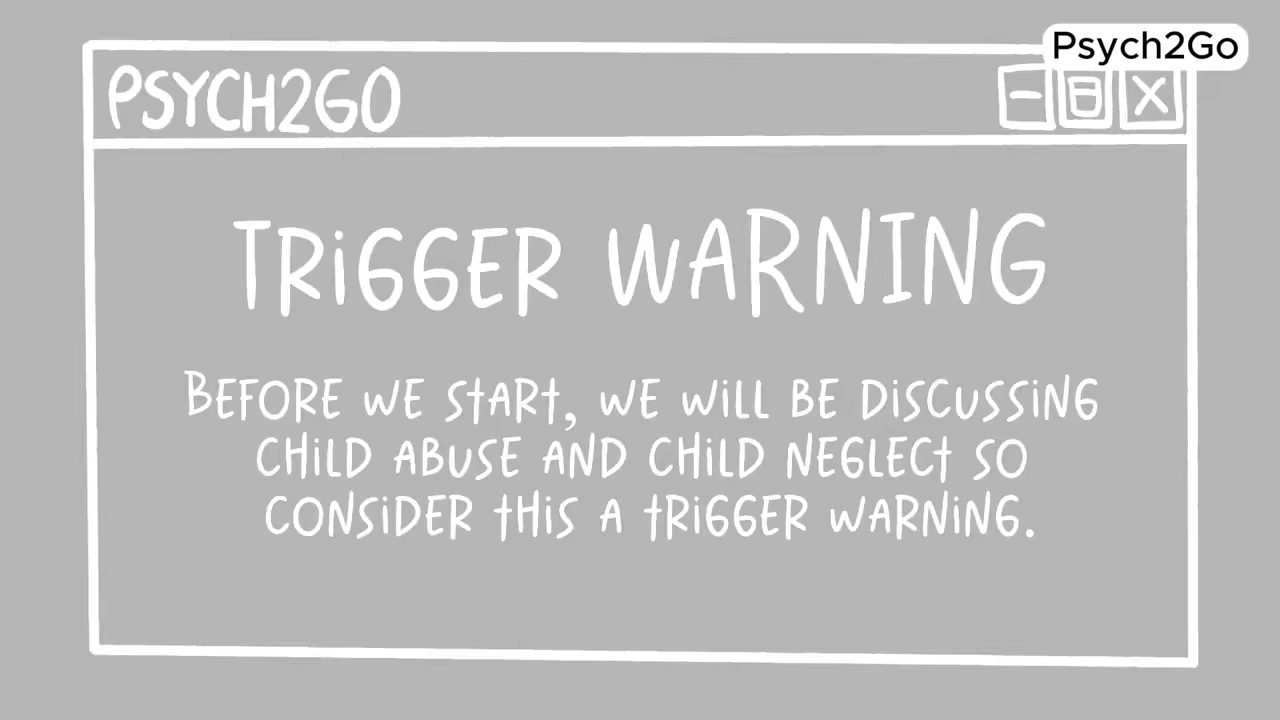 Psych2Go
PSYCH2GO
TRiGGER WARNING
BEFORE WE StARt, WE WiLL BE DiSCUSSiNG
CHiLD ABUSE AND CHiLD NEGLECt SO
CONSiDER tHiS A tRiGGER WARNiNG.